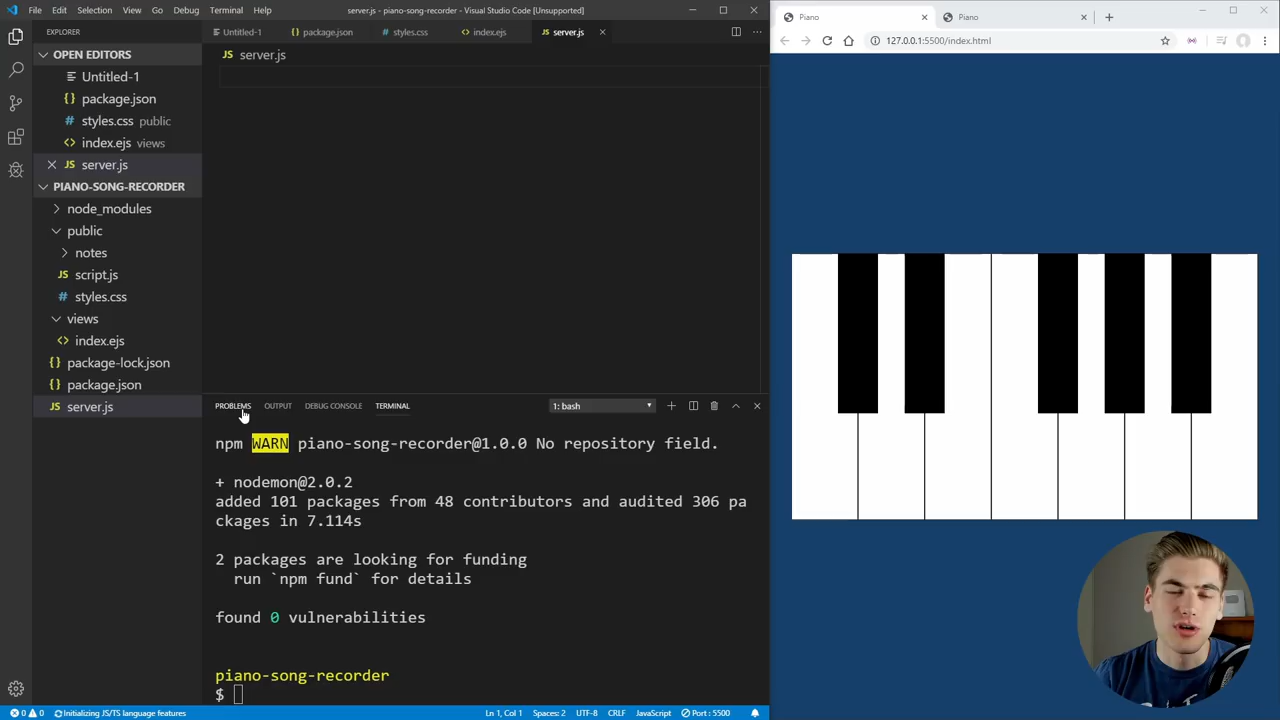 File Edit Selection View Go Debug Terminal Help
server.js - piano-song-recorder - Visual Studio Code [Unsupported]
EXPLORER
OPEN EDITORS
Untitled-1
package.json
styles.css public
index.ejs views
server.js
PIANO-SONG-RECORDER
node_modules
public
notes
script.js
styles.css
views
index.ejs
package-lock.json
package.json
server.js
Untitled-1 package.json styles.css index.ejs server.js
server.js
PROBLEMS OUTPUT DEBUG CONSOLE TERMINAL 1: bash
npm WARN piano-song-recorder@1.0.0 No repository field.
+ nodemon@2.0.2
added 101 packages from 48 contributors and audited 306 pa
ckages in 7.114s
2 packages are looking for funding
run `npm fund` for details
found 0 vulnerabilities
piano-song-recorder
$
0 0 Initializing JS/TS language features
Ln 1, Col 1 Spaces: 2 UTF-8 CRLF JavaScript Port : 5500
Piano Piano
127.0.0.1:5500/index.html